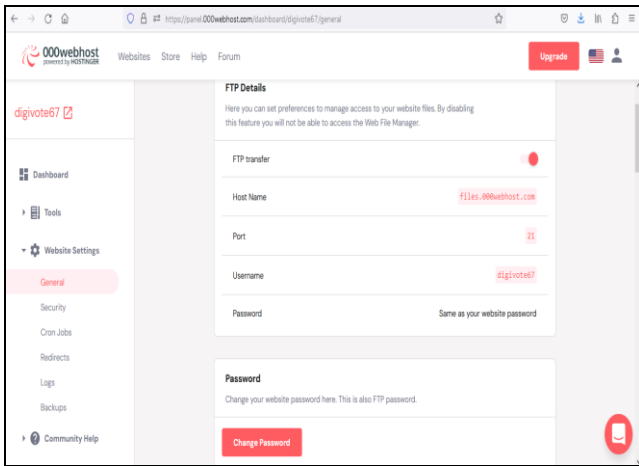 https://panel.000webhost.com/dashboard/digivote67/general
000webhost
powered by HOSTINGER
Websites Store Help Forum
Upgrade
digivote67
Dashboard
Tools
Website Settings
General
Security
Cron Jobs
Redirects
Logs
Backups
Community Help
FTP Details
Here you can set preferences to manage access to your website files. By disabling
this feature you will not be able to access the Web File Manager.
FTP transfer
Host Name files.000webhost.com
Port 21
Username digivote67
Password Same as your website password
Password
Change your website password here. This is also FTP password.
Change Password